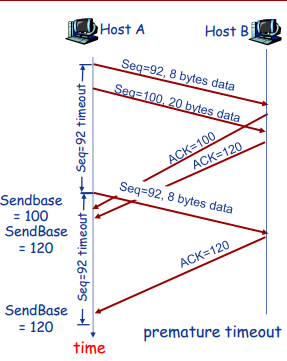 Host A
Host B
Seq=92, 8 bytes data
Seq=100, 20 bytes data
Seq=92 timeout
ACK=100
ACK=120
Seq=92, 8 bytes data
Sendbase
= 100
SendBase
= 120
Seq=92 timeout
ACK=120
SendBase
= 120
premature timeout
time